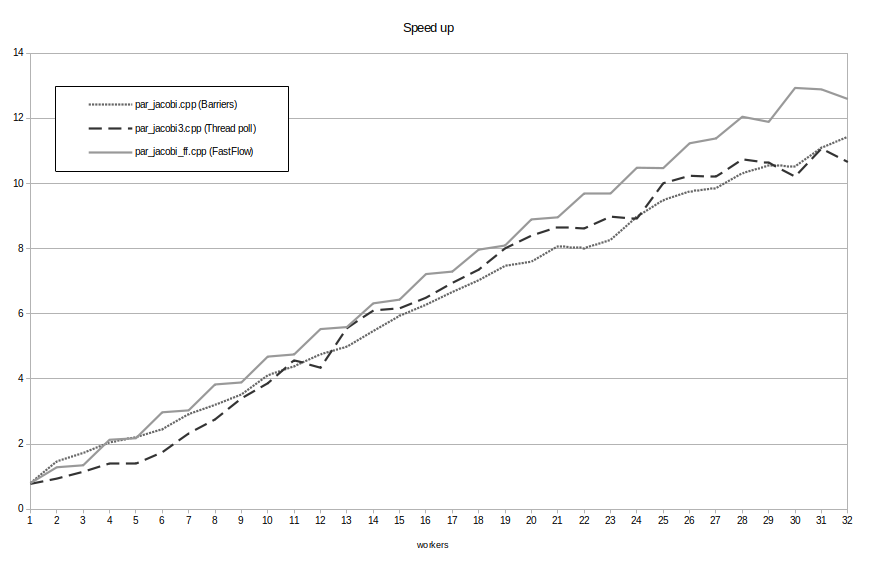 Speed up
14
12
10
8
6
4
2
0
par_jacobi.cpp (Barriers)
par_jacobi3.cpp (Thread poll)
par_jacobi_ff.cpp (FastFlow)
1 2 3 4 5 6 7 8 9 10 11 12 13 14 15 16 17 18 19 20 21 22 23 24 25 26 27 28 29 30 31 32
workers